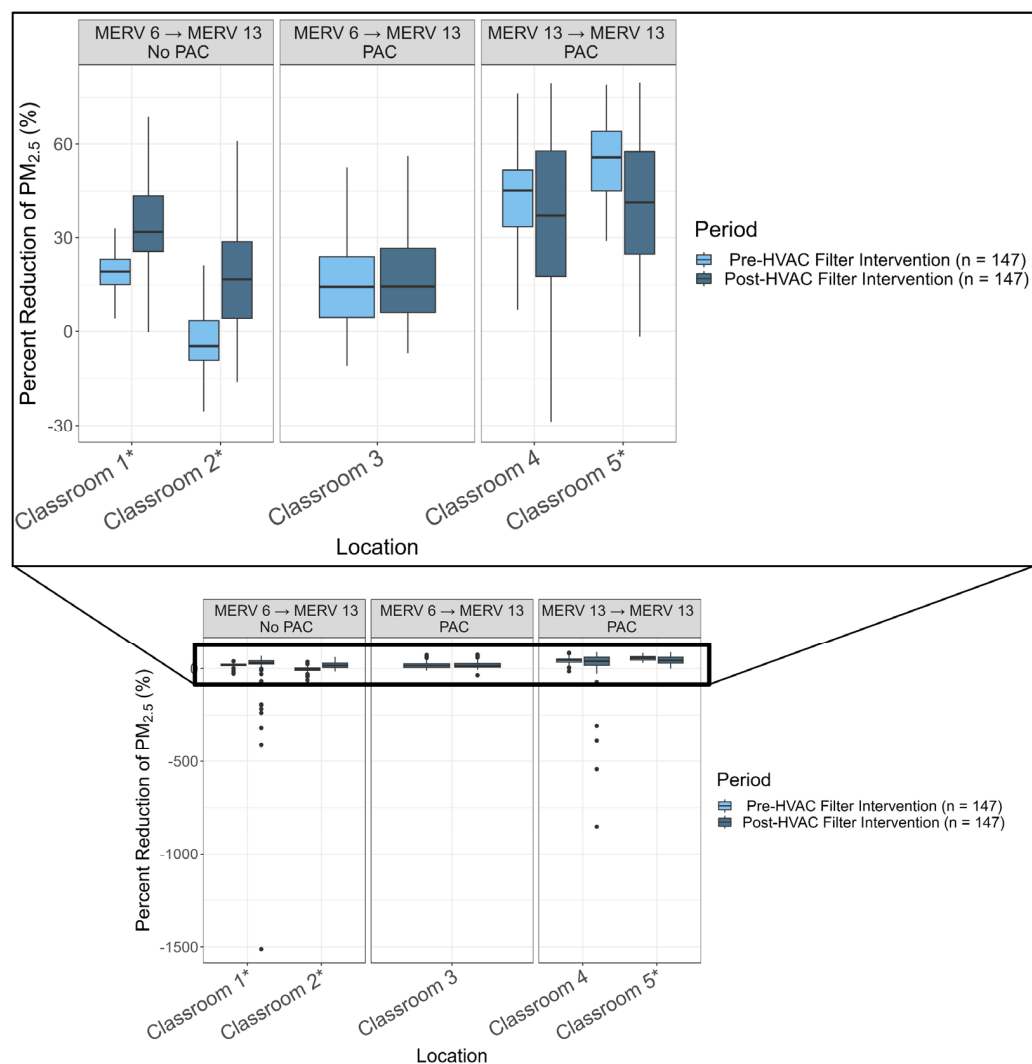 MERV 6 → MERV 13
No PAC
MERV 6 → MERV 13
PAC
MERV 13 → MERV 13
PAC
Percent Reduction of PM2.5 (%)
60
30
0
-30
Classroom 1*
Classroom 2*
Classroom 3
Classroom 4
Classroom 5*
Location
Period
Pre-HVAC Filter Intervention (n = 147)
Post-HVAC Filter Intervention (n = 147)
MERV 6 → MERV 13
No PAC
MERV 6 → MERV 13
PAC
MERV 13 → MERV 13
PAC
Percent Reduction of PM2.5 (%)
0
-500
-1000
-1500
Classroom 1*
Classroom 2*
Classroom 3
Classroom 4
Classroom 5*
Location
Period
Pre-HVAC Filter Intervention (n = 147)
Post-HVAC Filter Intervention (n = 147)